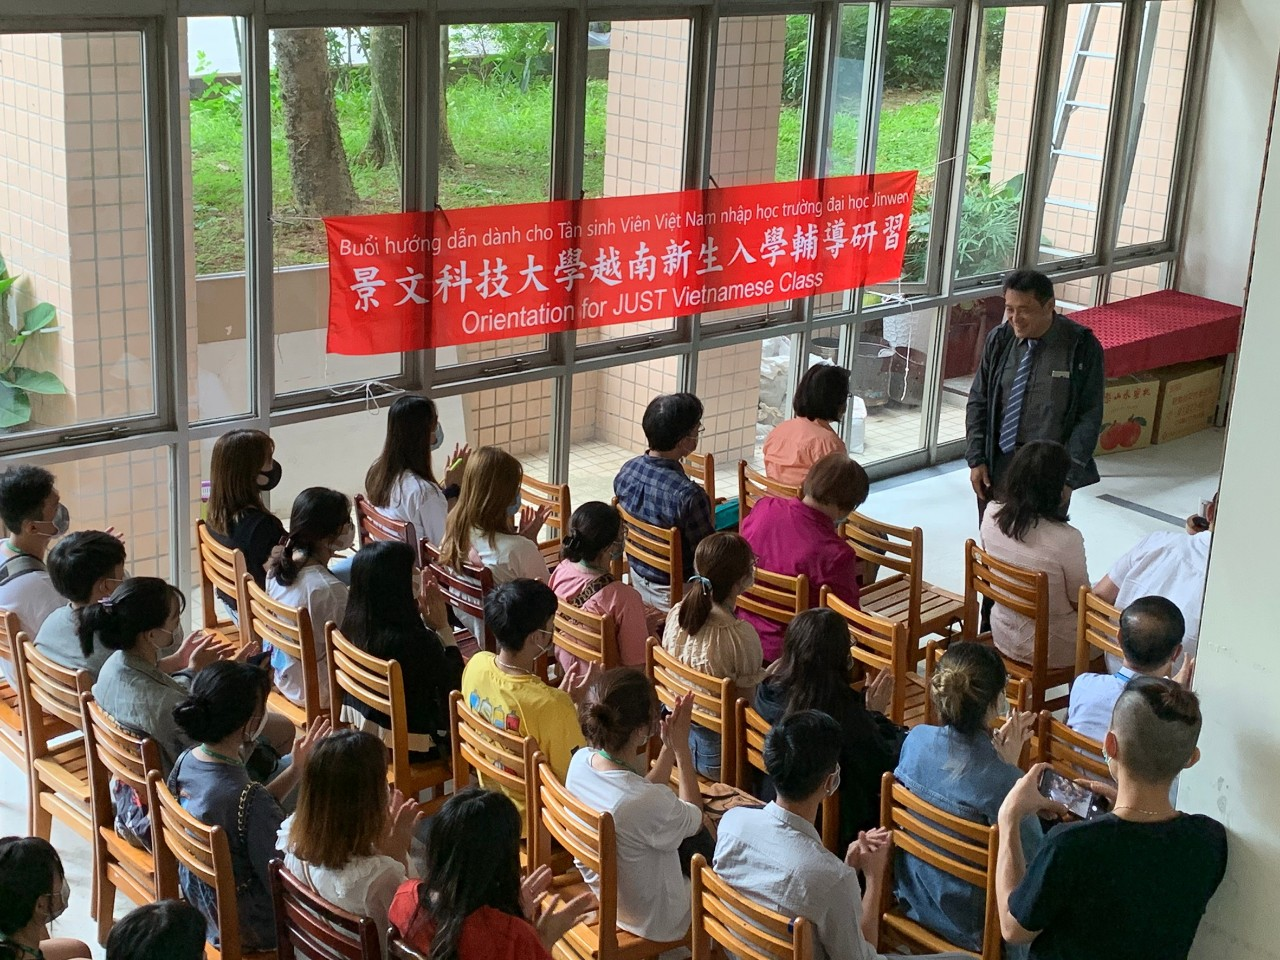 Buổi hướng dẫn dành cho Tân sinh Viên Việt Nam nhập học trường đại học Jinwen
景文科技大學越南新生入學輔導研習
Orientation for JUST Vietnamese Class